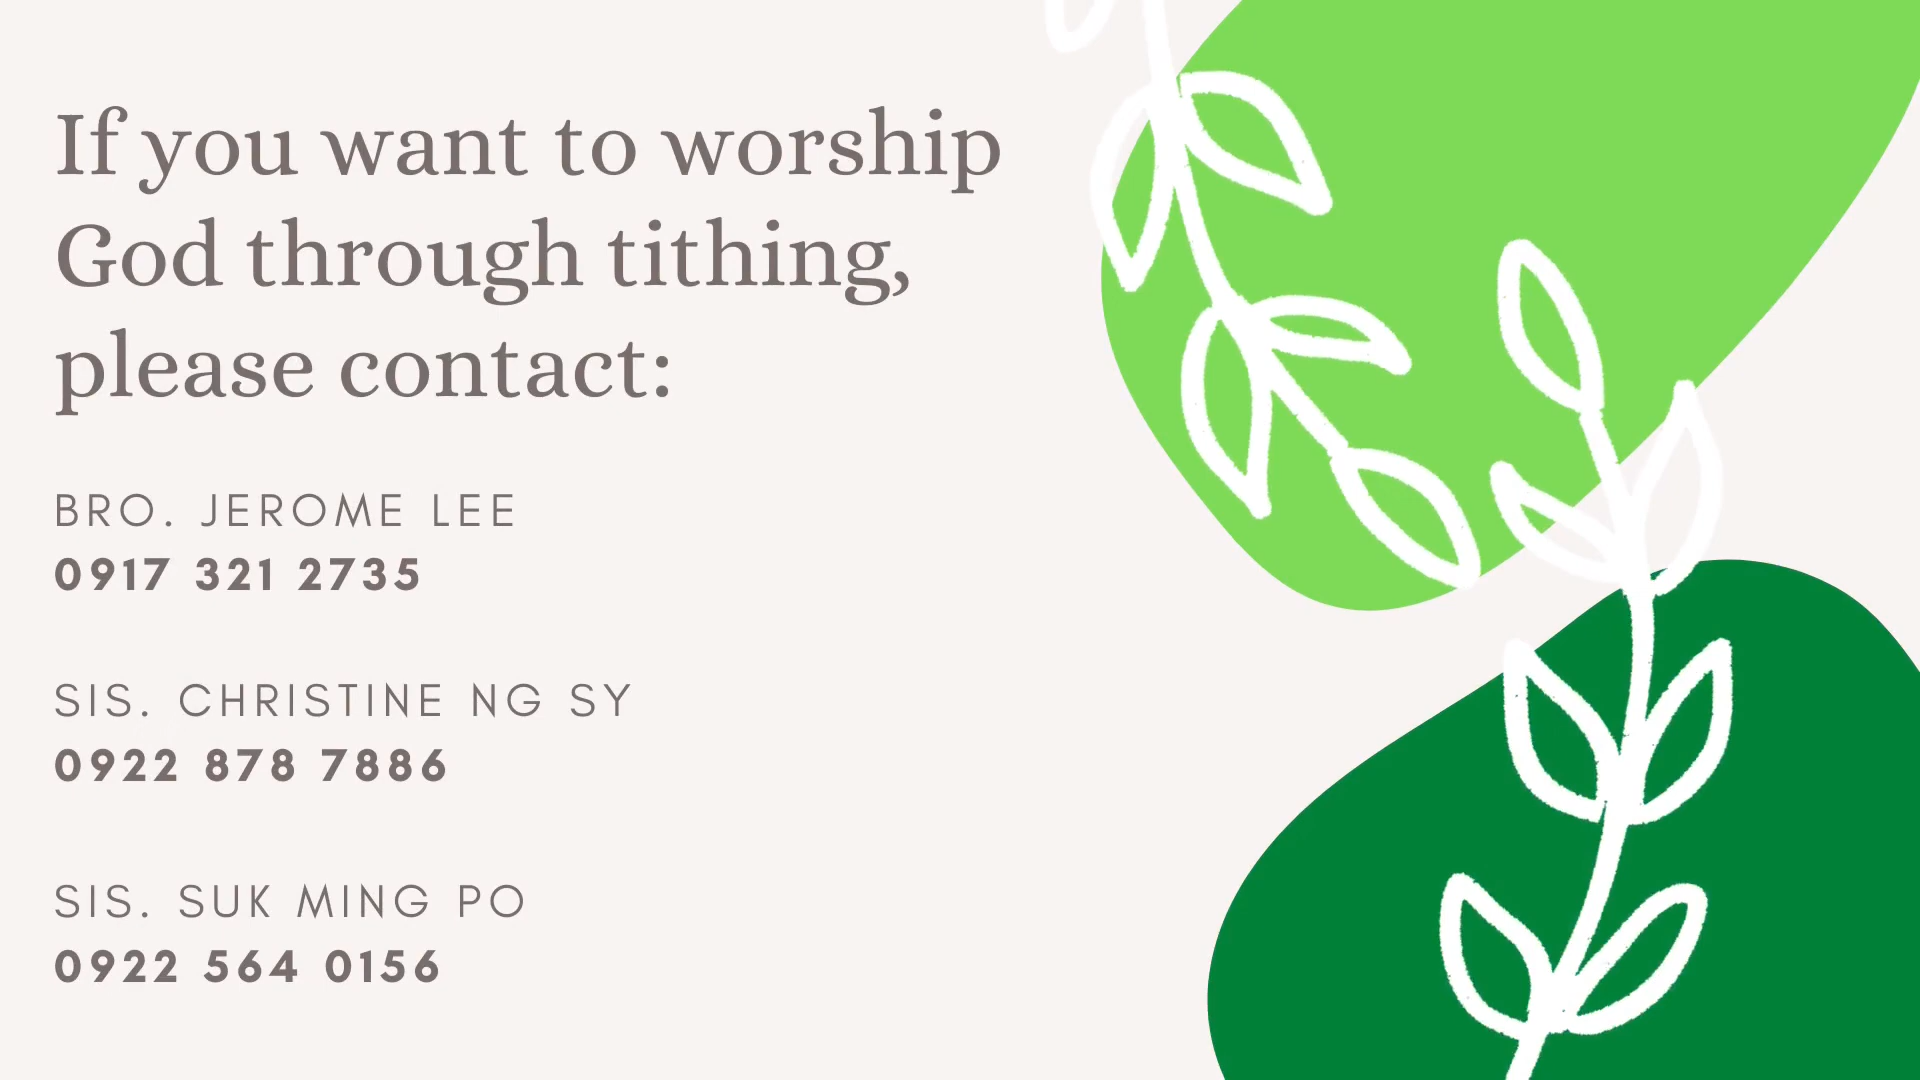 If you want to worship
God through tithing,
please contact:
BRO. JEROME LEE
0917 321 2735
SIS. CHRISTINE NG SY
0922 878 7886
SIS. SUK MING PO
0922 564 0156